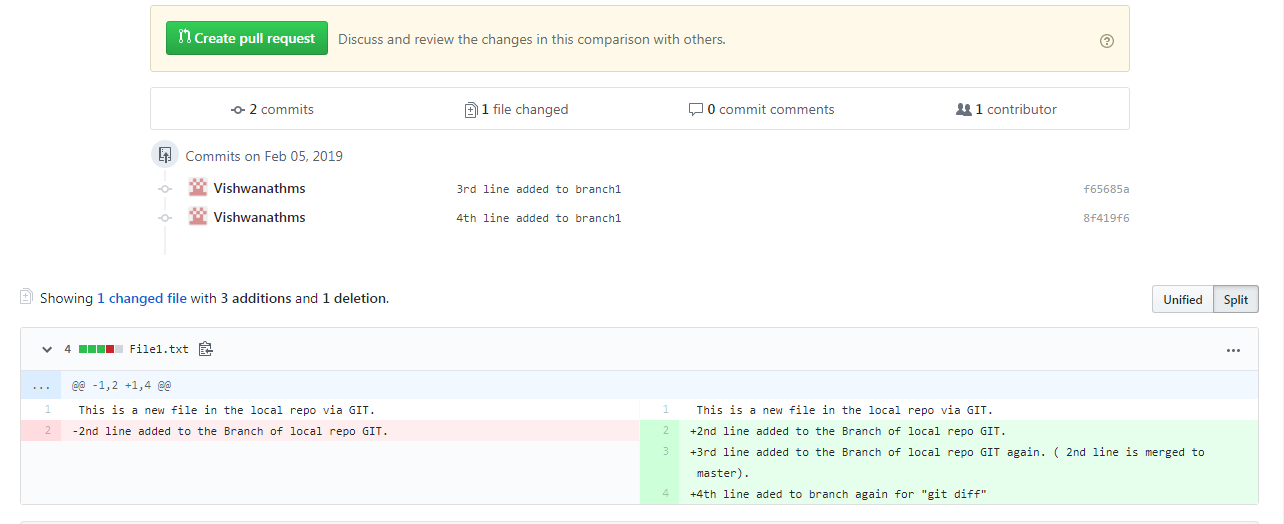 Create pull request Discuss and review the changes in this comparison with others.
2 commits 1 file changed 0 commit comments 1 contributor
Commits on Feb 05, 2019
Vishwanathms 3rd line added to branch1 f65685a
Vishwanathms 4th line added to branch1 8f419f6
Showing 1 changed file with 3 additions and 1 deletion.
Unified Split
4 File1.txt
... @@ -1,2 +1,4 @@
1 This is a new file in the local repo via GIT. 1 This is a new file in the local repo via GIT.
2 -2nd line added to the Branch of local repo GIT. 2 +2nd line added to the Branch of local repo GIT.
3 +3rd line added to the Branch of local repo GIT again. ( 2nd line is merged to
master).
4 +4th line aded to branch again for "git diff"